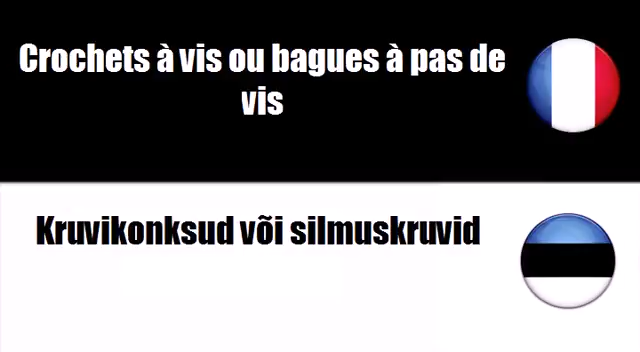 Crochets à vis ou bagues à pas de
vis
Kruvikonksud või silmuskruvid